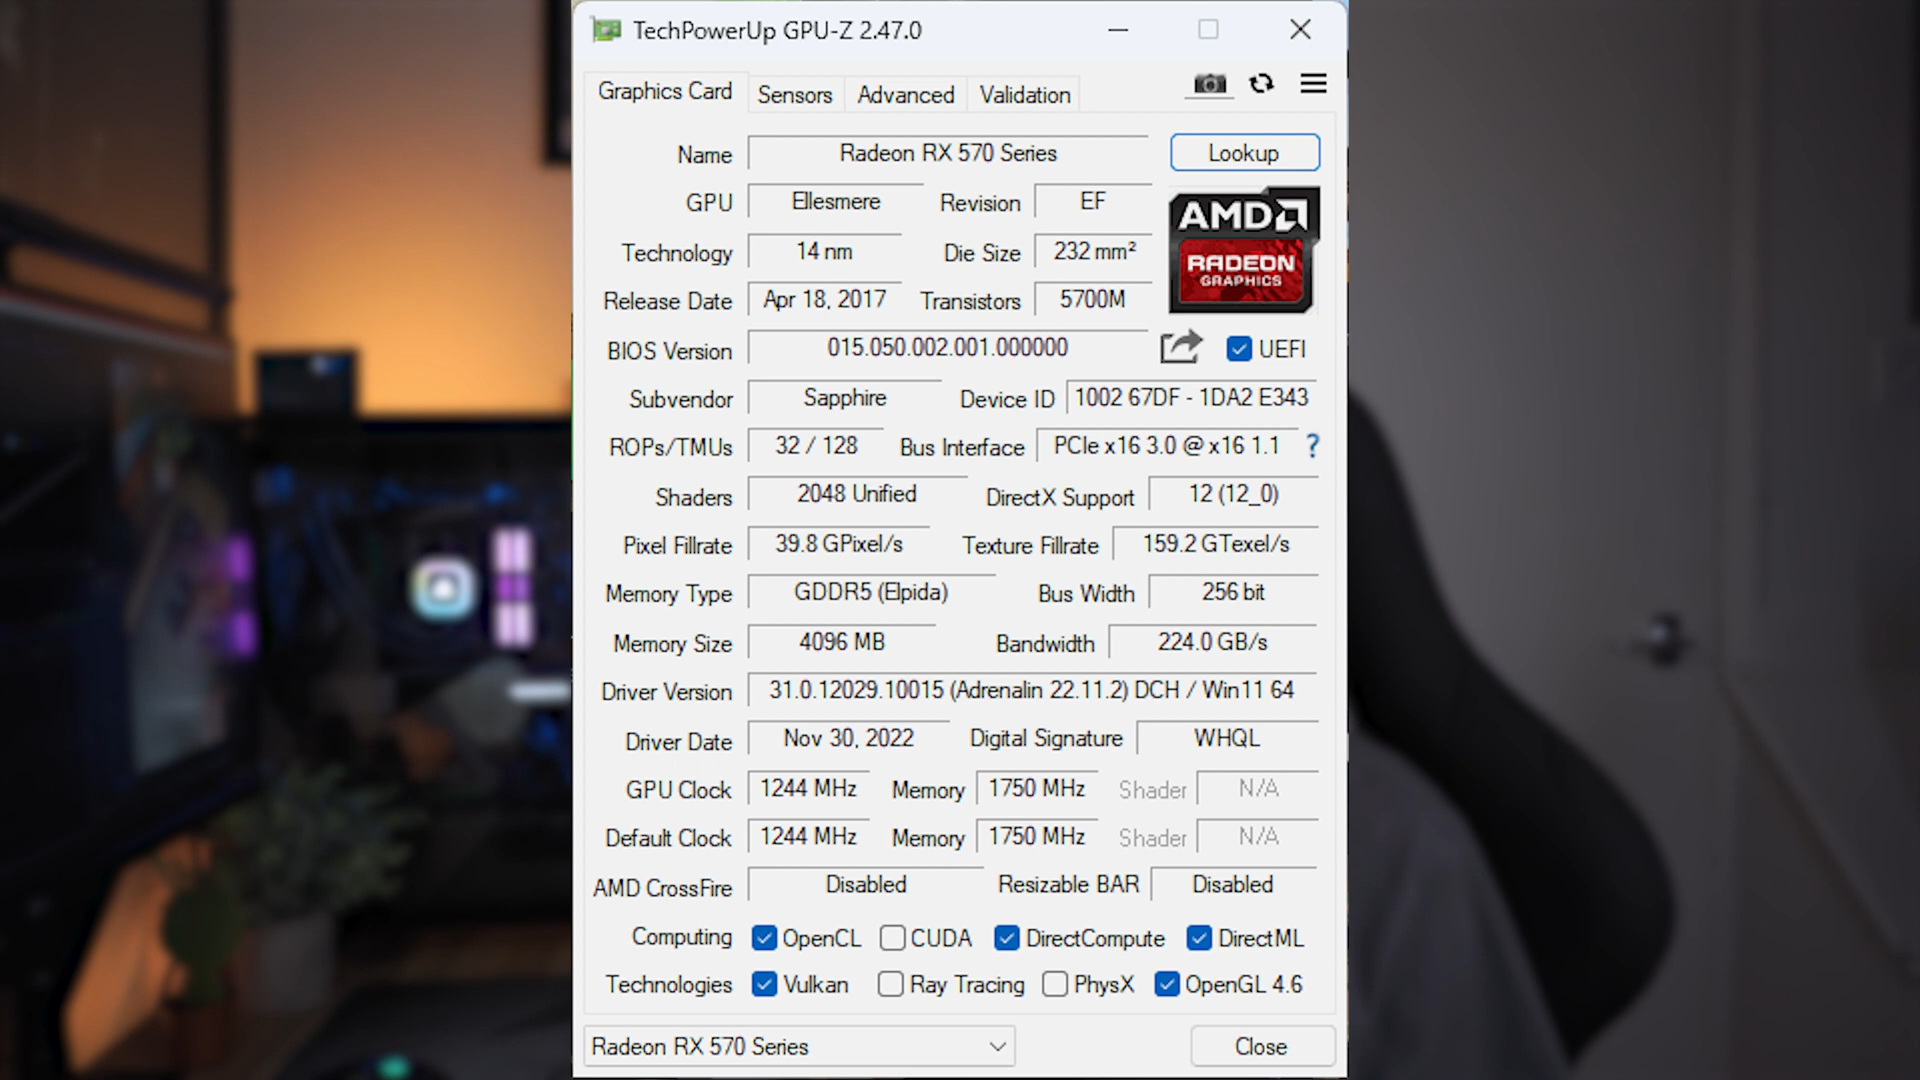 TechPowerUp GPU-Z 2.47.0
Graphics Card Sensors Advanced Validation
Name Radeon RX 570 Series Lookup
GPU Ellesmere Revision EF
AMD
RADEON
GRAPHICS
Technology 14 nm Die Size 232 mm²
Release Date Apr 18, 2017 Transistors 5700M
BIOS Version 015.050.002.001.000000 UEFI
Subvendor Sapphire Device ID 1002 67DF - 1DA2 E343
ROPs/TMUs 32 / 128 Bus Interface PCIe x16 3.0 @ x16 1.1 ?
Shaders 2048 Unified DirectX Support 12 (12_0)
Pixel Fillrate 39.8 GPixel/s Texture Fillrate 159.2 GTexel/s
Memory Type GDDR5 (Elpida) Bus Width 256 bit
Memory Size 4096 MB Bandwidth 224.0 GB/s
Driver Version 31.0.12029.10015 (Adrenalin 22.11.2) DCH / Win11 64
Driver Date Nov 30, 2022 Digital Signature WHQL
GPU Clock 1244 MHz Memory 1750 MHz Shader N/A
Default Clock 1244 MHz Memory 1750 MHz Shader N/A
AMD CrossFire Disabled Resizable BAR Disabled
Computing OpenCL CUDA DirectCompute DirectML
Technologies Vulkan Ray Tracing PhysX OpenGL 4.6
Radeon RX 570 Series Close